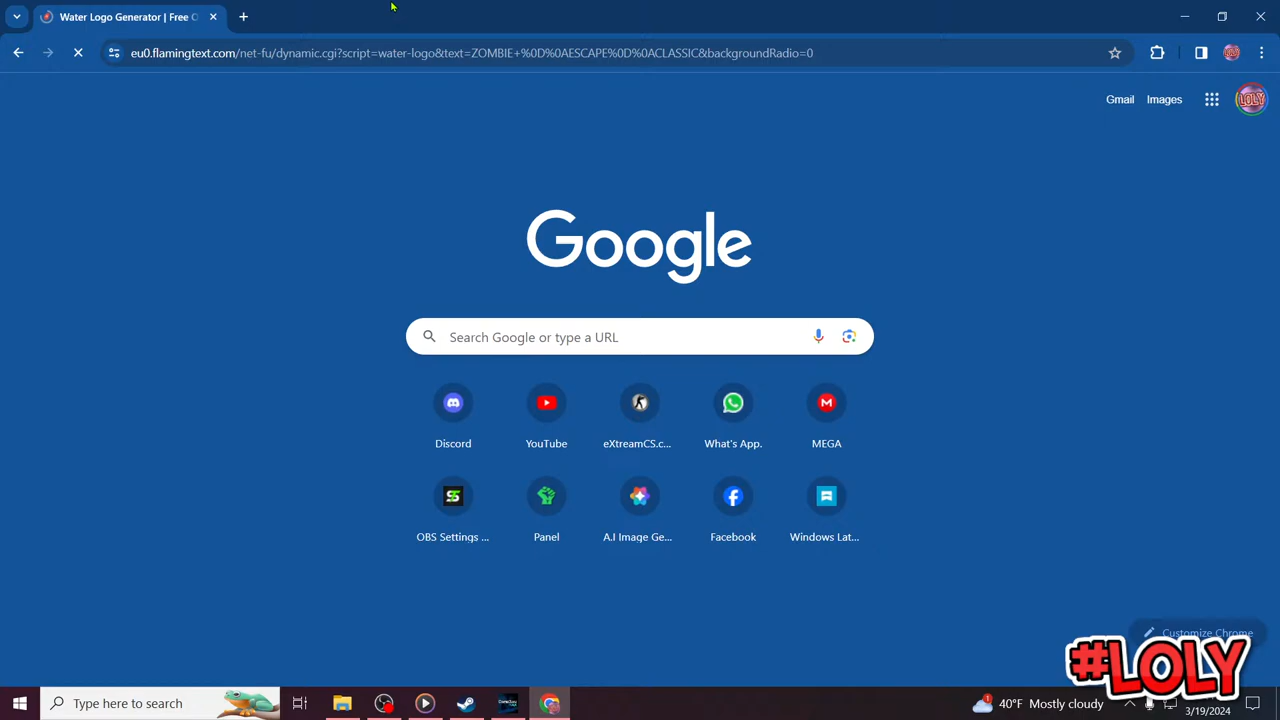 Water Logo Generator | Free O
eu0.flamingtext.com/net-fu/dynamic.cgi?script=water-logo&text=ZOMBIE+%0D%0AESCAPE%0D%0ACLASSIC&backgroundRadio=0
Gmail Images
LOLY
Google
Search Google or type a URL
Discord YouTube eXtreamCS.c... What's App. MEGA
OBS Settings ... Panel A.I Image Ge... Facebook Windows Lat...
Customize Chrome
#LOLY
Type here to search
1 40°F Mostly cloudy
3/19/2024